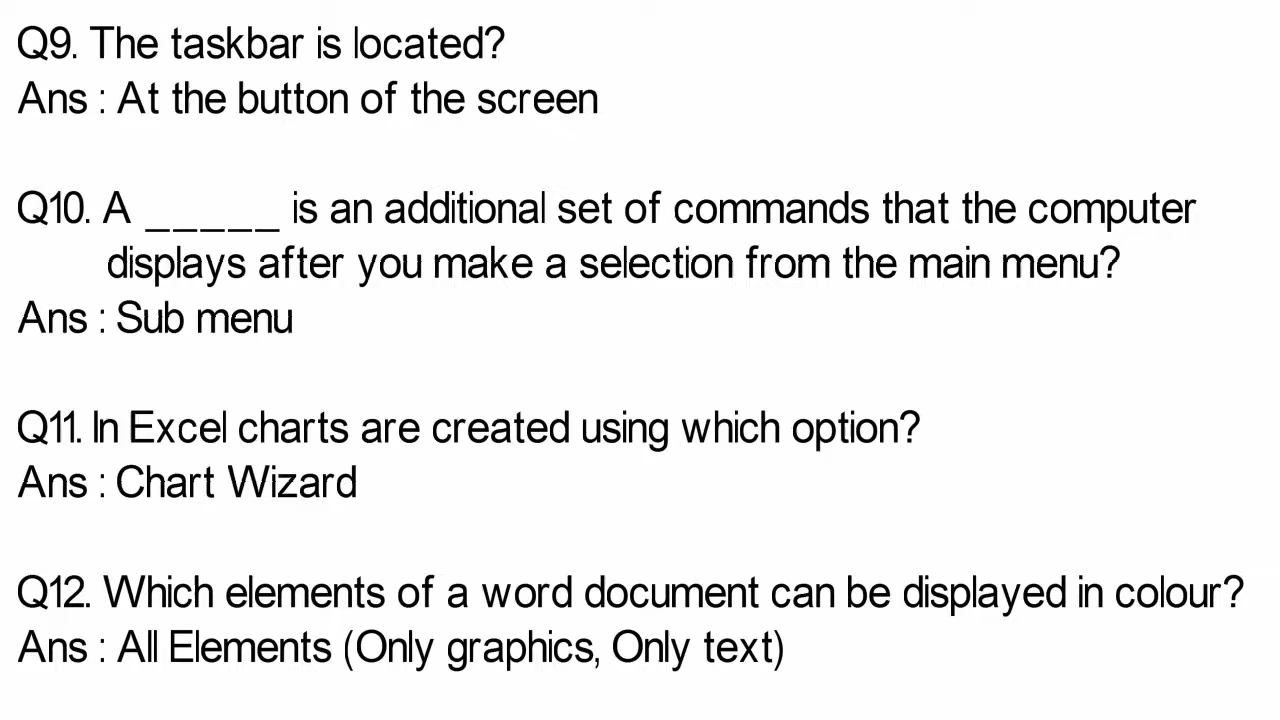 Q9. The taskbar is located?
Ans : At the button of the screen
Q10. A _____ is an additional set of commands that the computer
displays after you make a selection from the main menu?
Ans : Sub menu
Q11. In Excel charts are created using which option?
Ans : Chart Wizard
Q12. Which elements of a word document can be displayed in colour?
Ans : All Elements (Only graphics, Only text)